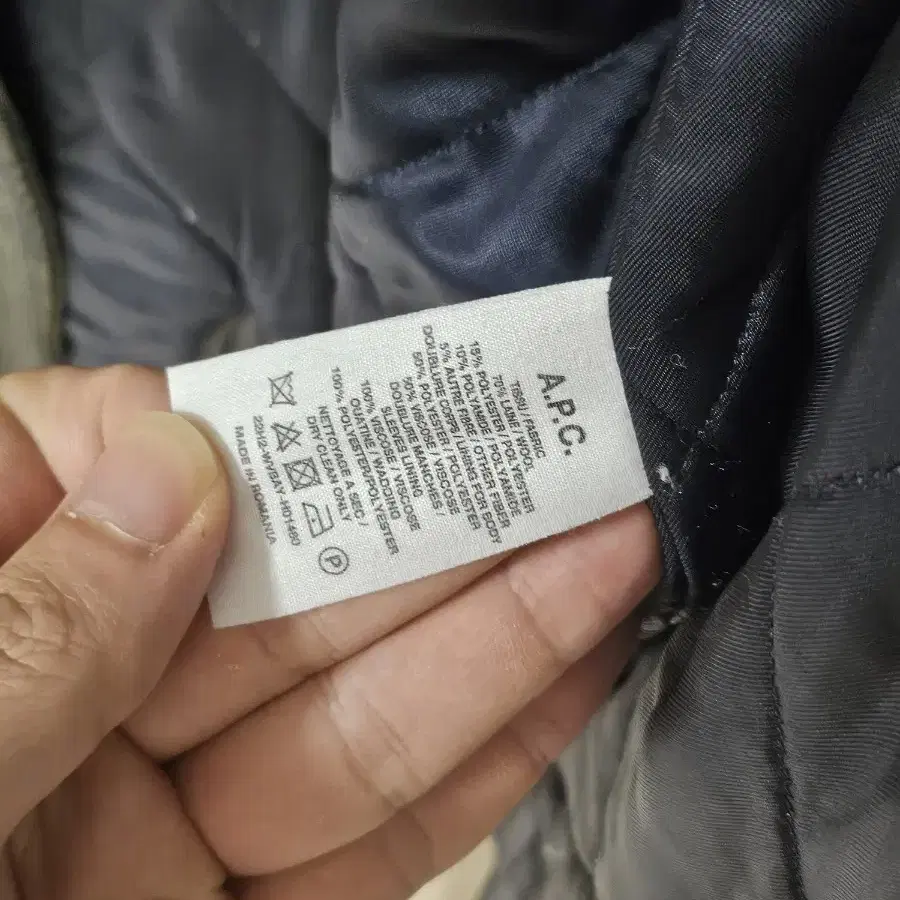 A.P.C.
TISSU / FABRIC
70% LAINE / WOOL
15% POLYESTER / POLYESTER
10% POLYAMIDE / POLYAMIDE
5% AUTRE FIBRE / OTHER FIBER
DOUBLURE CORPS / LINING FOR BODY
50% POLYESTER / POLYESTER
50% VISCOSE / VISCOSE
DOUBLURE MANCHES /
SLEEVES LINING
100% VISCOSE / VISCOSE
OUATINE / WADDING
100% POLYESTER/POLYESTER
NETTOYAGE A SEC /
DRY CLEAN ONLY
P
MADE IN ROMANIA